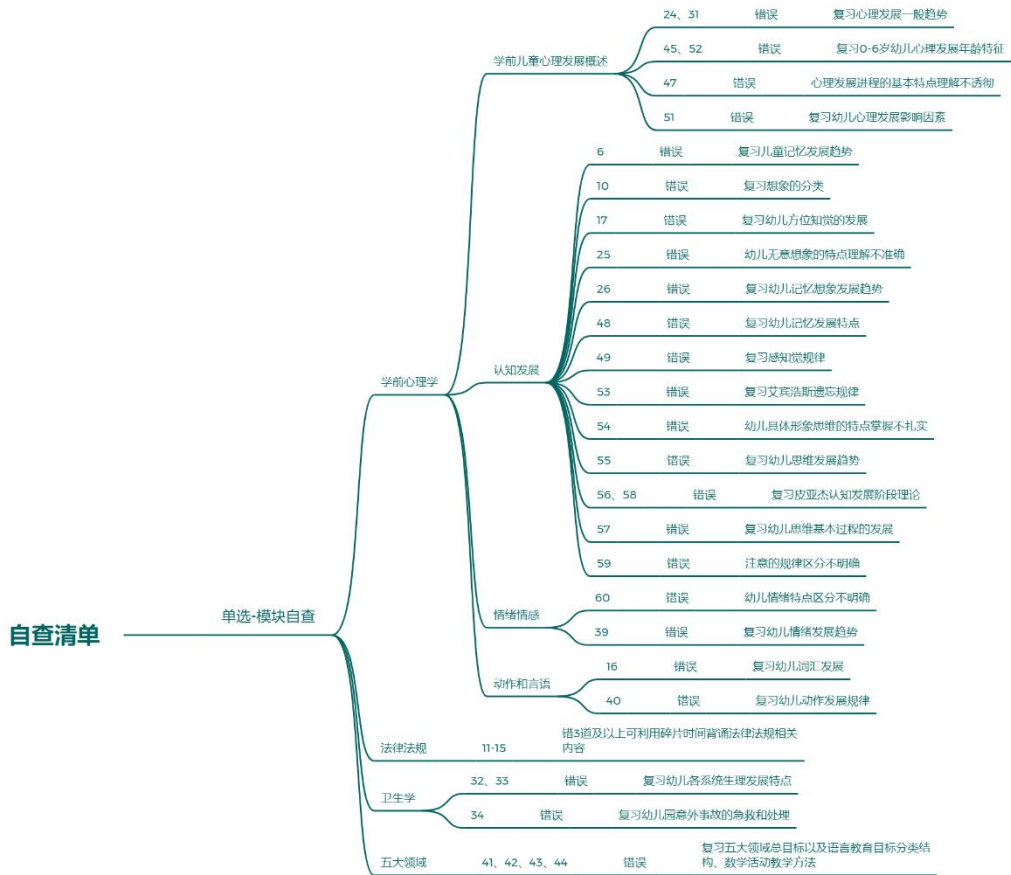 自查清单
单选-模块自查
学前心理学
学前儿童心理发展概述
24、31 错误 复习心理发展一般趋势
45、52 错误 复习0-6岁幼儿心理发展年龄特征
47 错误 心理发展进程的基本特点理解不透彻
51 错误 复习幼儿心理发展影响因素
认知发展
6 错误 复习儿童记忆发展趋势
10 错误 复习想象的分类
17 错误 复习幼儿方位知觉的发展
25 错误 幼儿无意想象的特点理解不准确
26 错误 复习幼儿记忆想象发展趋势
48 错误 复习幼儿记忆发展特点
49 错误 复习感知觉规律
53 错误 复习艾宾浩斯遗忘规律
54 错误 幼儿具体形象思维的特点掌握不扎实
55 错误 复习幼儿思维发展趋势
56、58 错误 复习皮亚杰认知发展阶段理论
57 错误 复习幼儿思维基本过程的发展
59 错误 注意的规律区分不明确
情绪情感
60 错误 幼儿情绪特点区分不明确
39 错误 复习幼儿情绪发展趋势
动作和言语
16 错误 复习幼儿词汇发展
40 错误 复习幼儿动作发展规律
法律法规
11-15
错3道及以上可利用碎片时间背诵法律法规相关
内容
卫生学
32、33 错误 复习幼儿各系统生理发展特点
34 错误 复习幼儿园意外事故的急救和处理
五大领域
41、42、43、44 错误
复习五大领域总目标以及语言教育目标分类结
构、数学活动教学方法